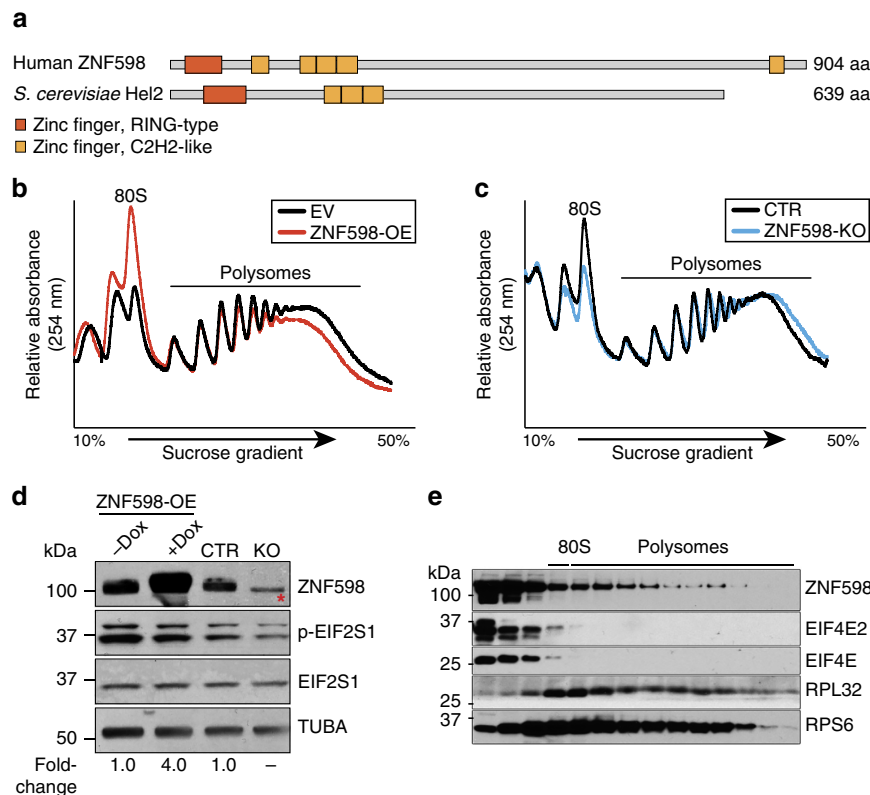 a
Human ZNF598
904 aa
S. cerevisiae Hel2
639 aa
Zinc finger, RING-type
Zinc finger, C2H2-like
b
80S
EV
ZNF598-OE
Polysomes
Relative absorbance
(254 nm)
10%
50%
Sucrose gradient
c
80S
CTR
ZNF598-KO
Polysomes
Relative absorbance
(254 nm)
10%
50%
Sucrose gradient
d
ZNF598-OE
–Dox
+Dox
CTR
KO
kDa
100
ZNF598
*
37
p-EIF2S1
37
EIF2S1
50
TUBA
Fold-
change
1.0
4.0
1.0
–
e
80S
Polysomes
kDa
100
ZNF598
37
EIF4E2
25
EIF4E
25
RPL32
37
RPS6